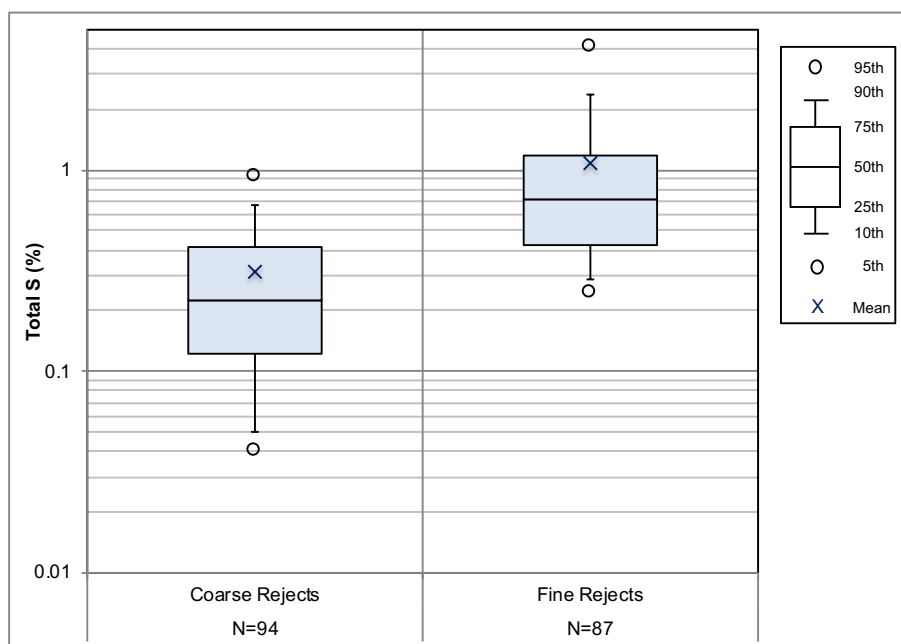 Total S (%)
1
0.1
0.01
Coarse Rejects
N=94
Fine Rejects
N=87
95th
90th
75th
50th
25th
10th
5th
Mean